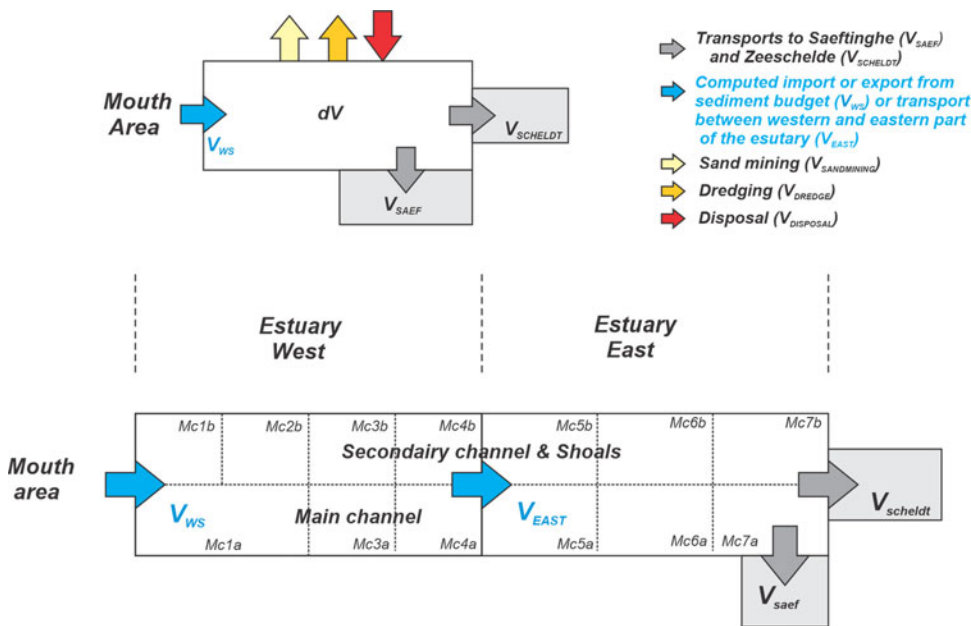 Mouth
Area
V_WS
dV
V_SCHELDT
V_SAEF
Transports to Saeftinghe (V_SAEF)
and Zeeschelde (V_SCHELDT)
Computed import or export from
sediment budget (V_WS) or transport
between western and eastern part
of the esutary (V_EAST)
Sand mining (V_SANDMINING)
Dredging (V_DREDGE)
Disposal (V_DISPOSAL)
Estuary
West
Estuary
East
Mouth
area
Mc1b Mc2b Mc3b Mc4b Mc5b Mc6b Mc7b
Secondairy channel & Shoals
V_WS
V_EAST
V_scheldt
Main channel
Mc1a Mc3a Mc4a Mc5a Mc6a Mc7a
V_saef